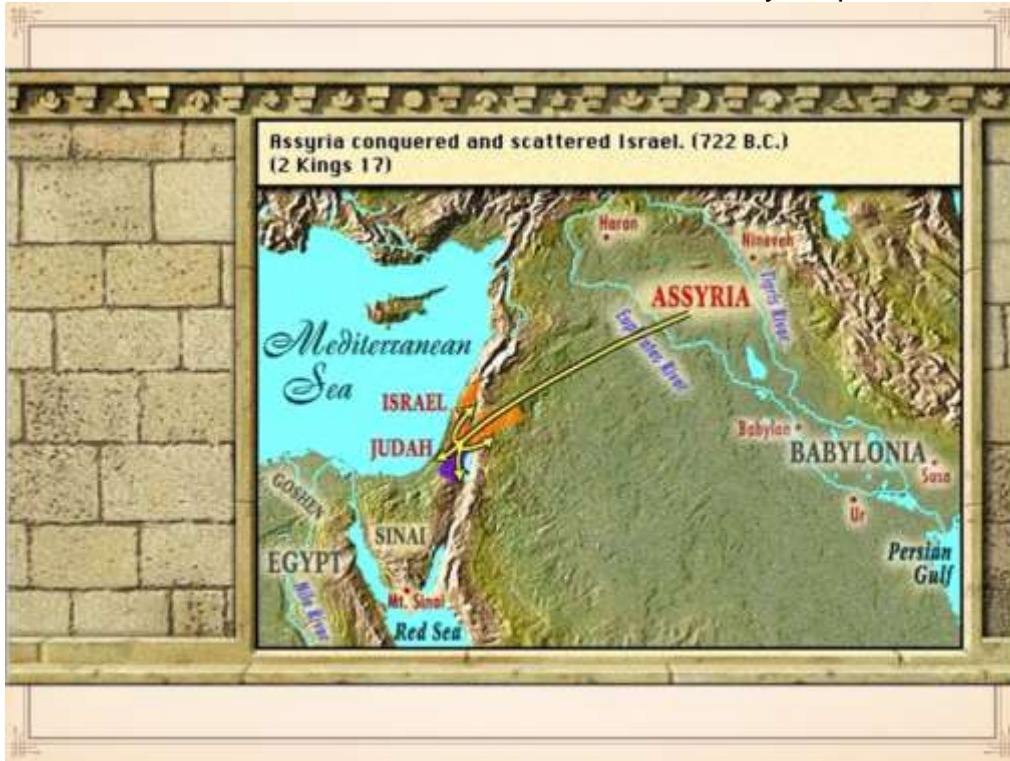 Assyria conquered and scattered Israel. (722 B.C.)
(2 Kings 17)
Haran
Ninevah
ASSYRIA
Tigris River
Euphrates River
Mediterranean
Sea
ISRAEL
JUDAH
Babylon
BABYLONIA
Susa
Ur
GOSHEN
SINAI
EGYPT
Persian
Gulf
Nile River
Mt. Sinai
Red Sea